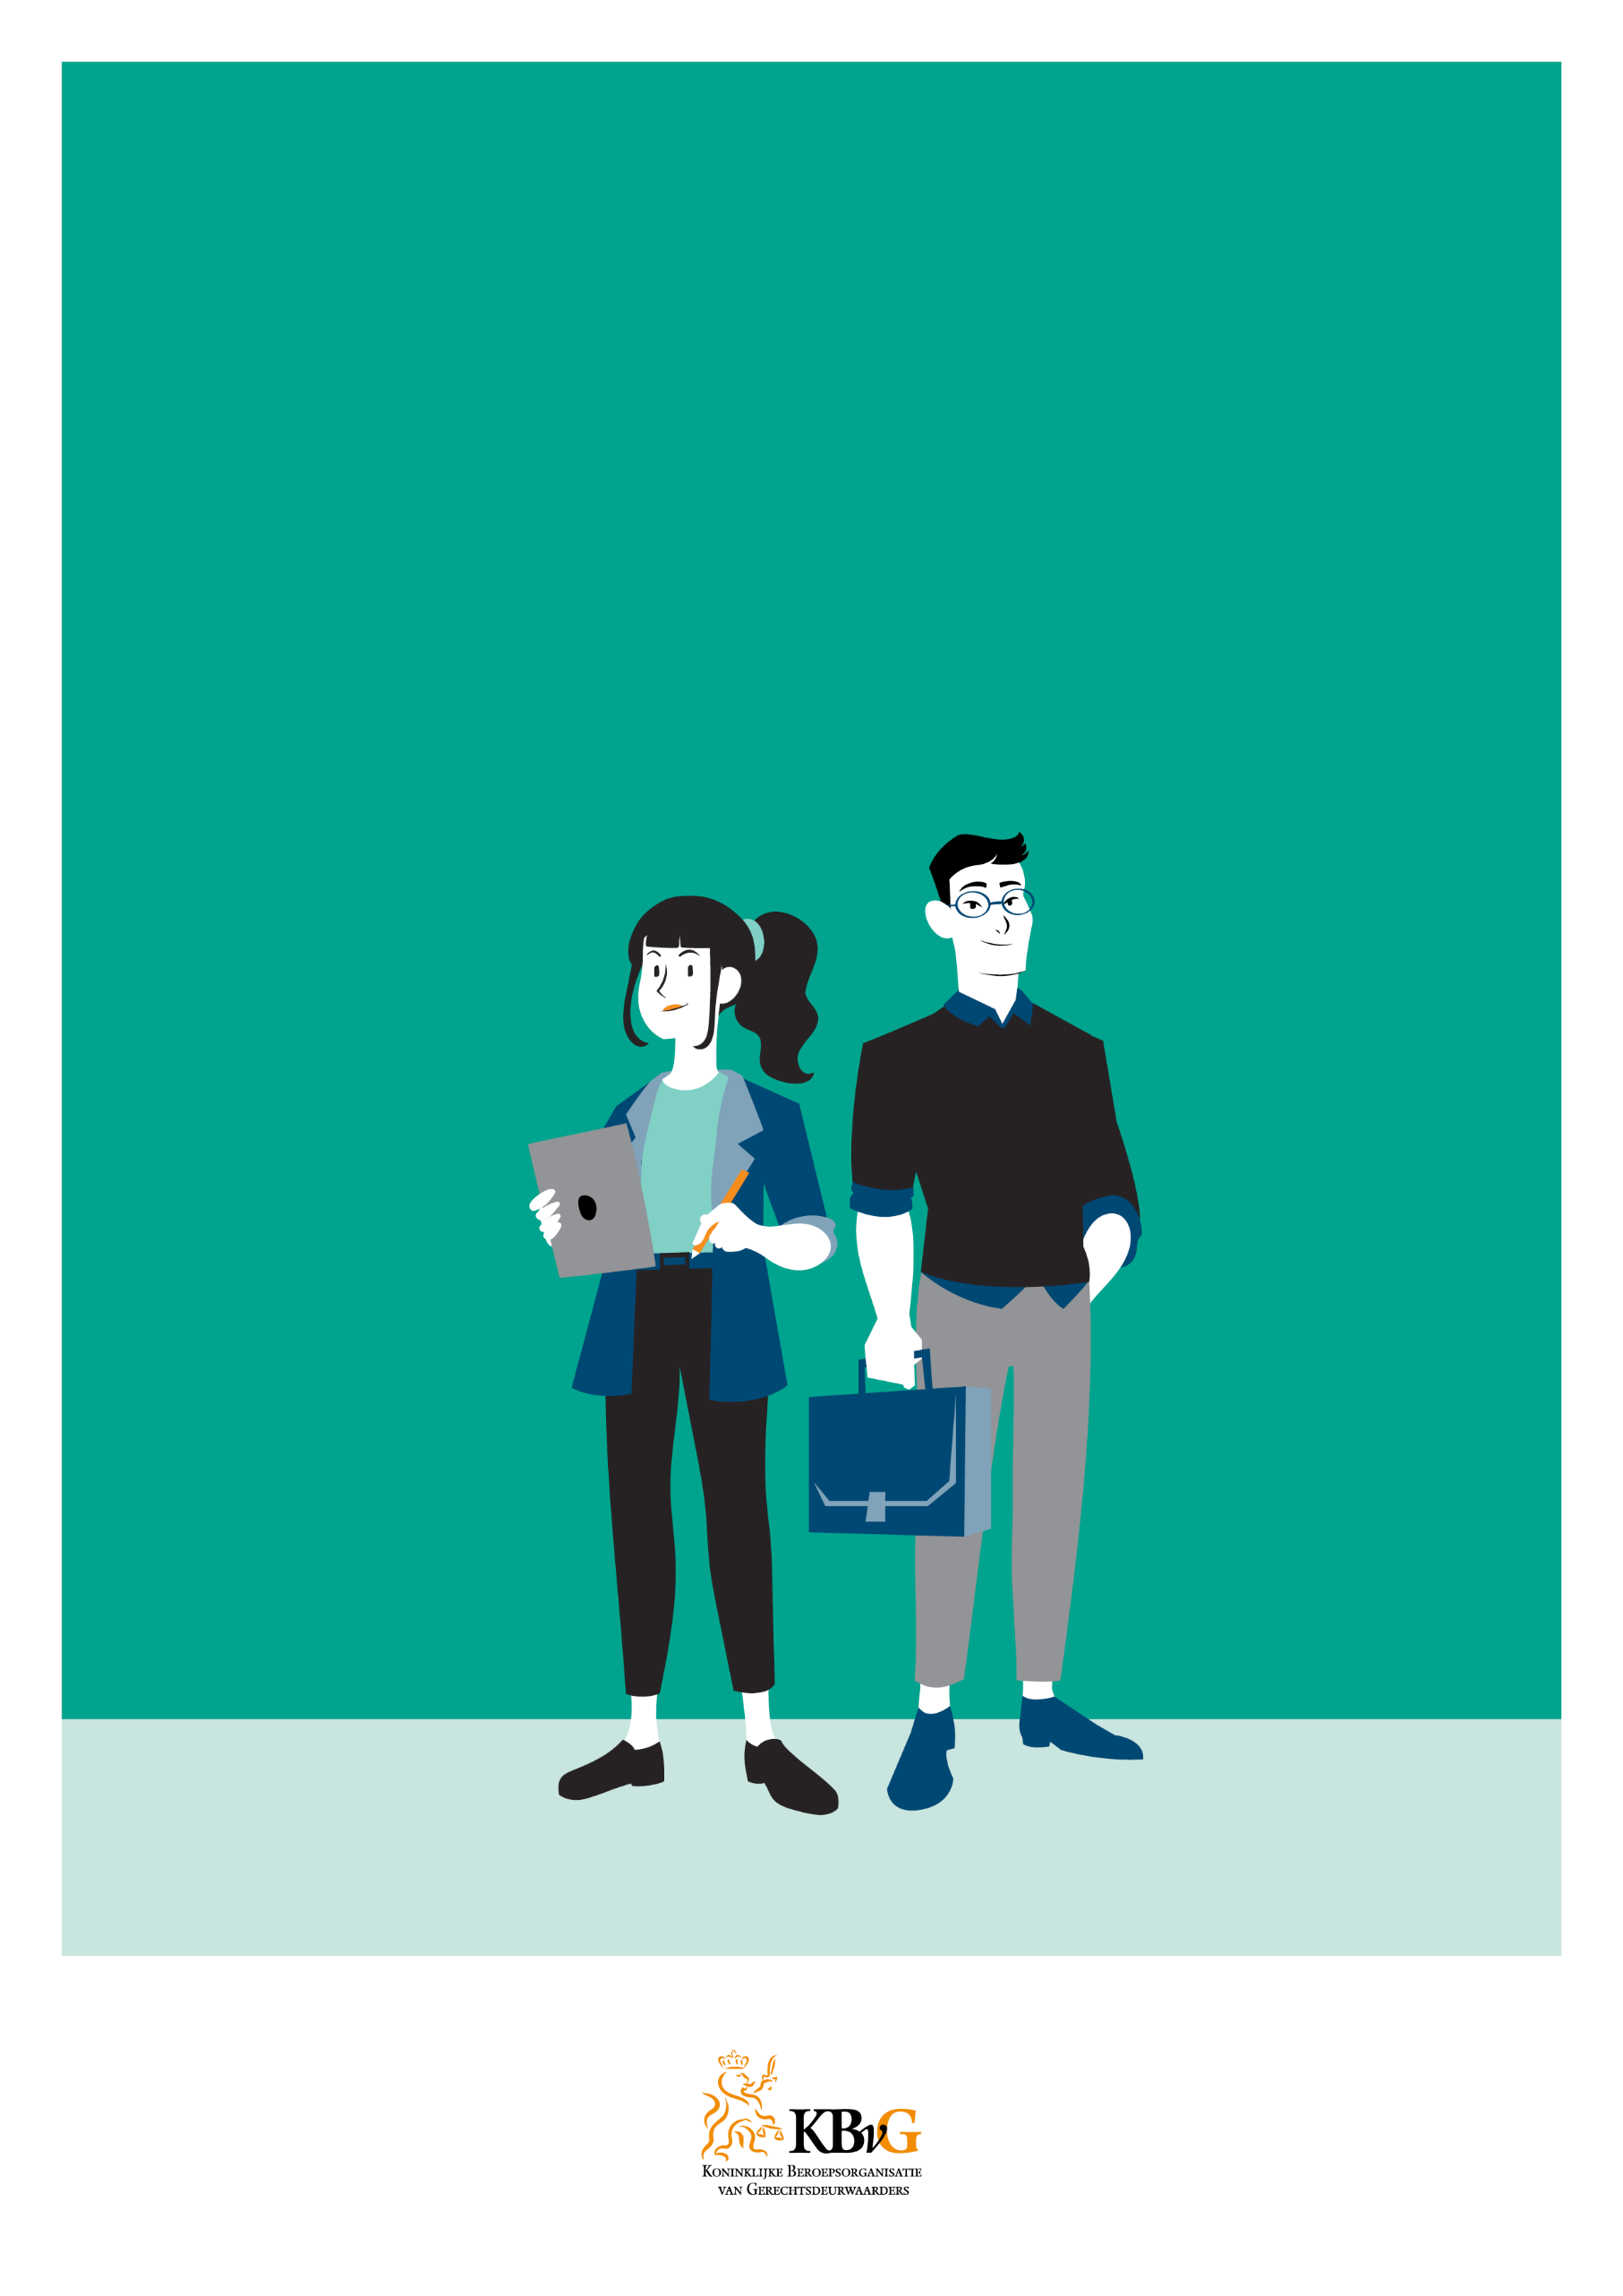 KBvG
Koninklijke Beroepsorganisatie
van Gerechtsdeurwaarders